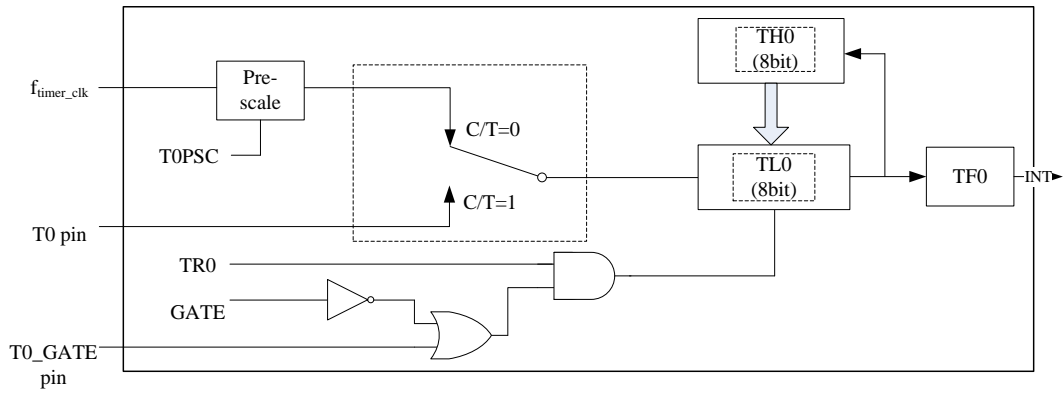 TH0
(8bit)
Pre-
scale
f_timer_clk
C/T=0
T0PSC
TL0
(8bit)
TF0
INT
C/T=1
T0 pin
TR0
GATE
T0_GATE
pin